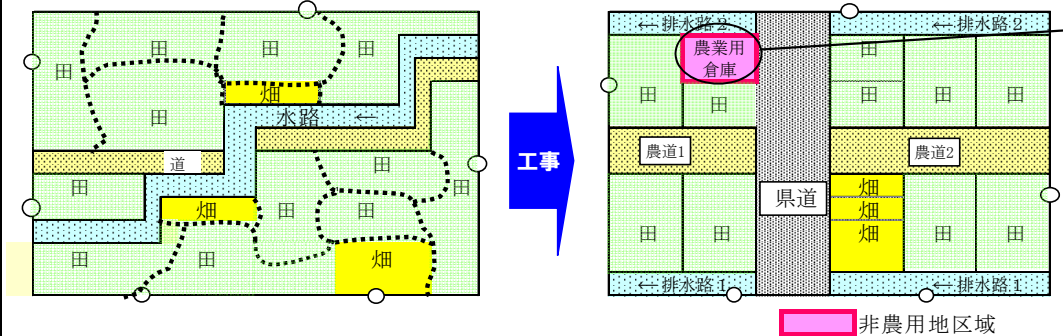 田
田
田
田
畑
田
水路 ←
道
田
田
田
畑
田
田
畑
田
田
工事
←排水路2
←排水路2
農業用
倉庫
田
田
田
田
田
田
農道1
農道2
県道
畑
畑
畑
田
田
田
田
←排水路1
←排水路1
非農用地区域